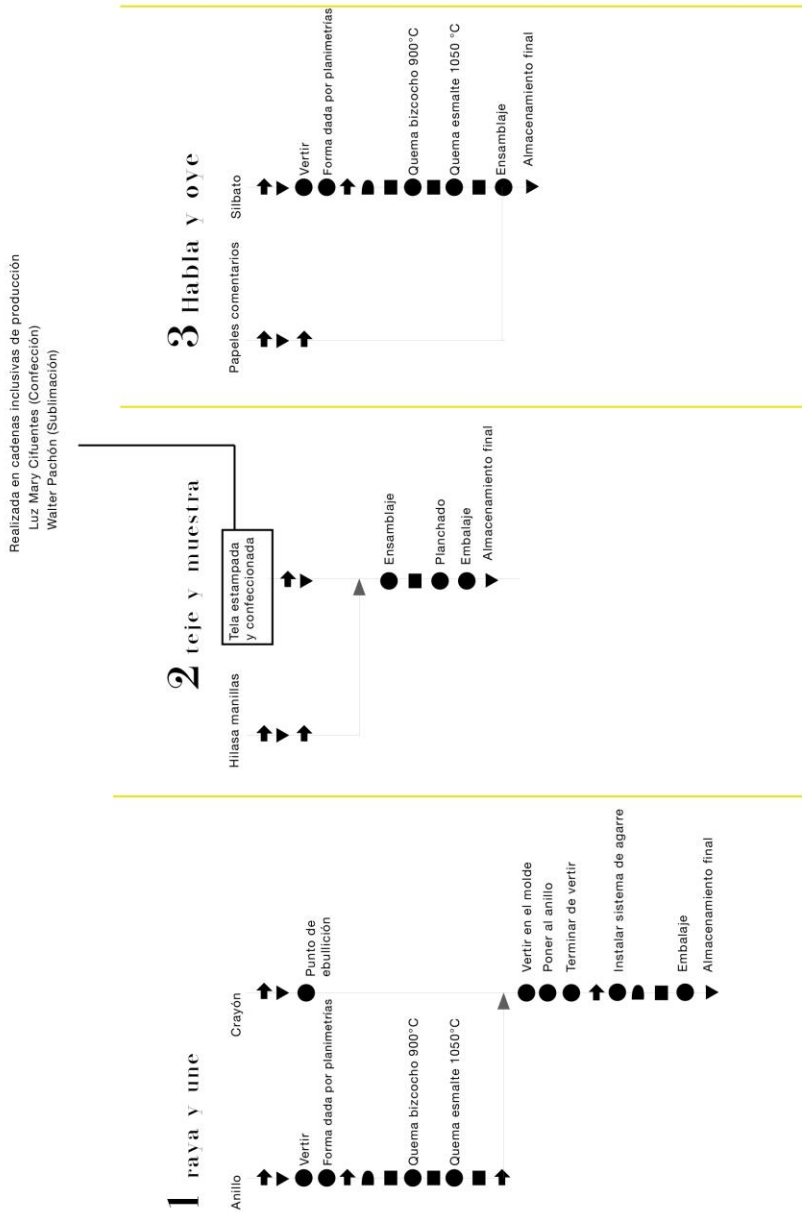 Realizada en cadenas inclusivas de producción
Luz Mary Cifuentes (Confección)
Walter Pachón (Sublimación)
1 raya y une
Anillo
Vertir
Forma dada por planimetrías
Quema bizcocho 900°C
Quema esmalte 1050°C
Crayón
Punto de
ebullición
Vertir en el molde
Poner al anillo
Terminar de vertir
Instalar sistema de agarre
Embalaje
Almacenamiento final
2 teje y muestra
Hilasa manillas
Tela estampada
y confeccionada
Ensamblaje
Planchado
Embalaje
Almacenamiento final
3 Habla y oye
Papeles comentarios
Silbato
Vertir
Forma dada por planimetrías
Quema bizcocho 900°C
Quema esmalte 1050 °C
Ensamblaje
Almacenamiento final